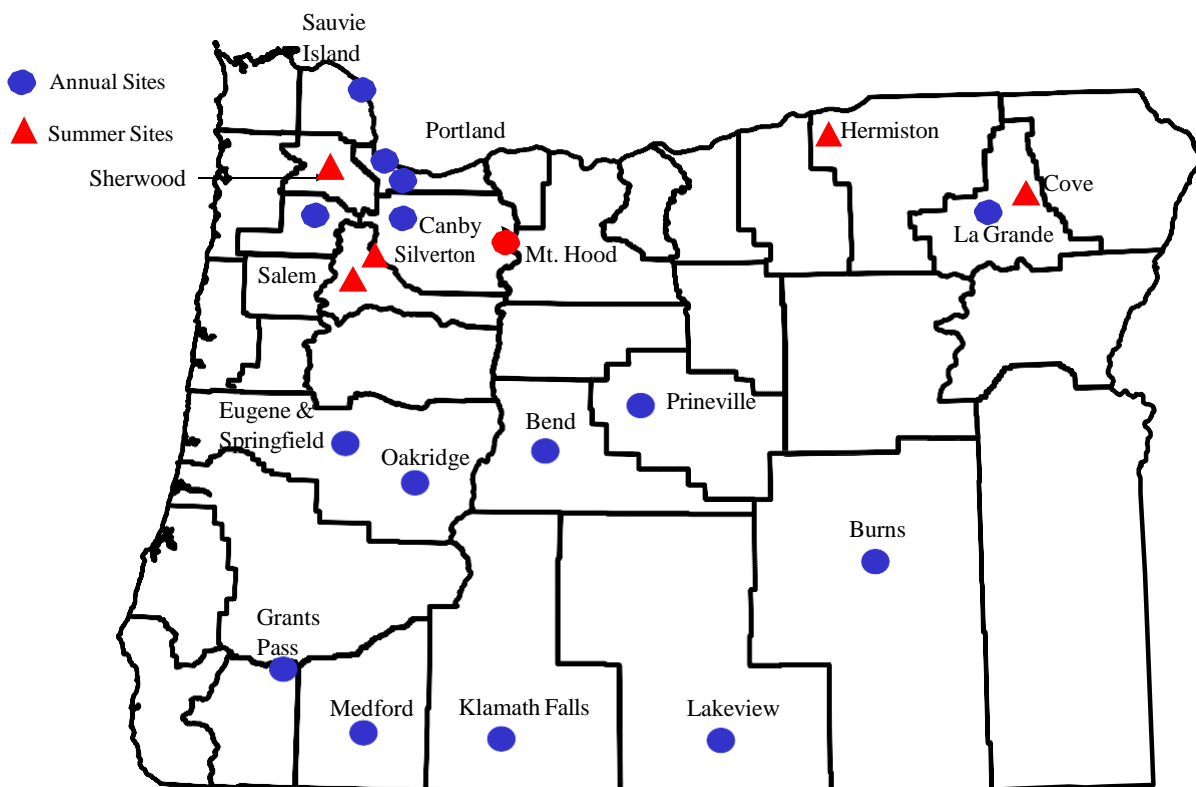 Sauvie
Island
Annual Sites
Summer Sites
Portland
Hermiston
Sherwood
Cove
Canby
La Grande
Silverton
Mt. Hood
Salem
Eugene &
Springfield
Prineville
Bend
Oakridge
Burns
Grants
Pass
Medford
Klamath Falls
Lakeview